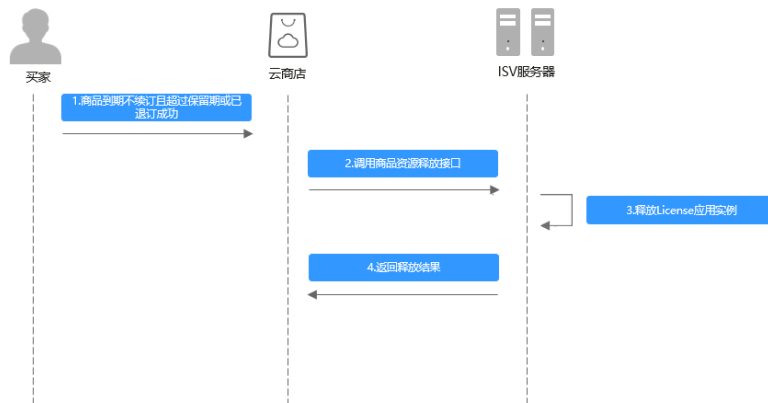 买家
云商店
ISV服务器
1.商品到期不续订且超过保留期或已
退订成功
2.调用商品资源释放接口
3.释放License应用实例
4.返回释放结果